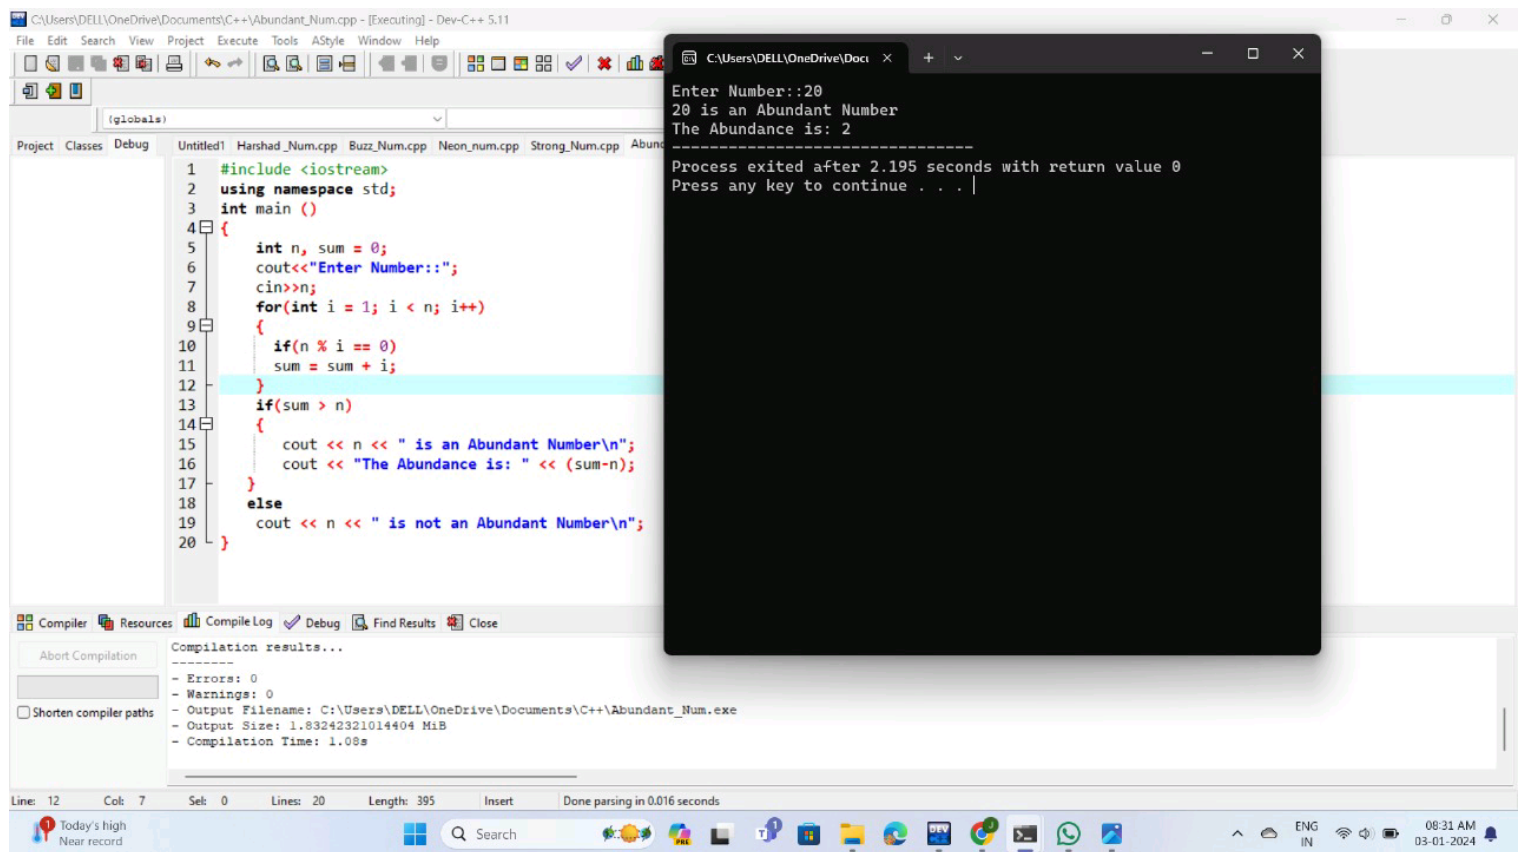 C:\Users\DELL\OneDrive\Documents\C++\Abundant_Num.cpp - [Executing] - Dev-C++ 5.11
File Edit Search View Project Execute Tools AStyle Window Help
(globals)
Project Classes Debug
Untitled1 Harshad _Num.cpp Buzz_Num.cpp Neon_num.cpp Strong_Num.cpp Abun
1 #include <iostream>
2 using namespace std;
3 int main ()
4 {
5 int n, sum = 0;
6 cout<<"Enter Number::";
7 cin>>n;
8 for(int i = 1; i < n; i++)
9 {
10 if(n % i == 0)
11 sum = sum + i;
12 }
13 if(sum > n)
14 {
15 cout << n << " is an Abundant Number\n";
16 cout << "The Abundance is: " << (sum-n);
17 }
18 else
19 cout << n << " is not an Abundant Number\n";
20 }
C:\Users\DELL\OneDrive\Docu
Enter Number::20
20 is an Abundant Number
The Abundance is: 2
--------------------------------
Process exited after 2.195 seconds with return value 0
Press any key to continue . . .
Compiler Resources Compile Log Debug Find Results Close
Abort Compilation
Shorten compiler paths
Compilation results...
--------
- Errors: 0
- Warnings: 0
- Output Filename: C:\Users\DELL\OneDrive\Documents\C++\Abundant_Num.exe
- Output Size: 1.83242321014404 MiB
- Compilation Time: 1.08s
Line: 12 Col: 7 Sel: 0 Lines: 20 Length: 395 Insert Done parsing in 0.016 seconds
1
Today's high
Near record
Search
PRE
T
1
DEV
J
ENG
IN
08:31 AM
03-01-2024